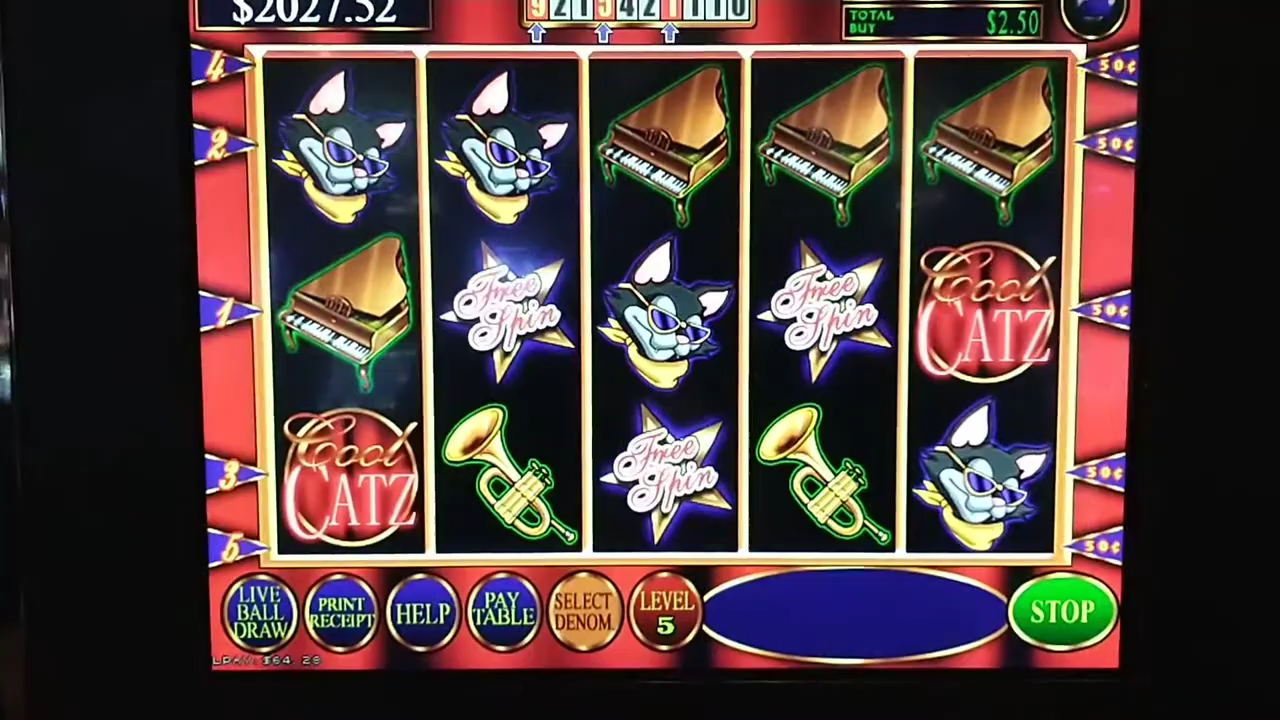 $2027.52
9215421110
TOTAL
BUY
$2.50
4
50¢
2
50¢
1
Free
Spin
Free
Spin
Cool
CATZ
50¢
3
Cool
CATZ
Free
Spin
50¢
5
50¢
LIVE
BALL
DRAW
PRINT
RECEIPT
HELP
PAY
TABLE
SELECT
DENOM.
LEVEL
5
STOP